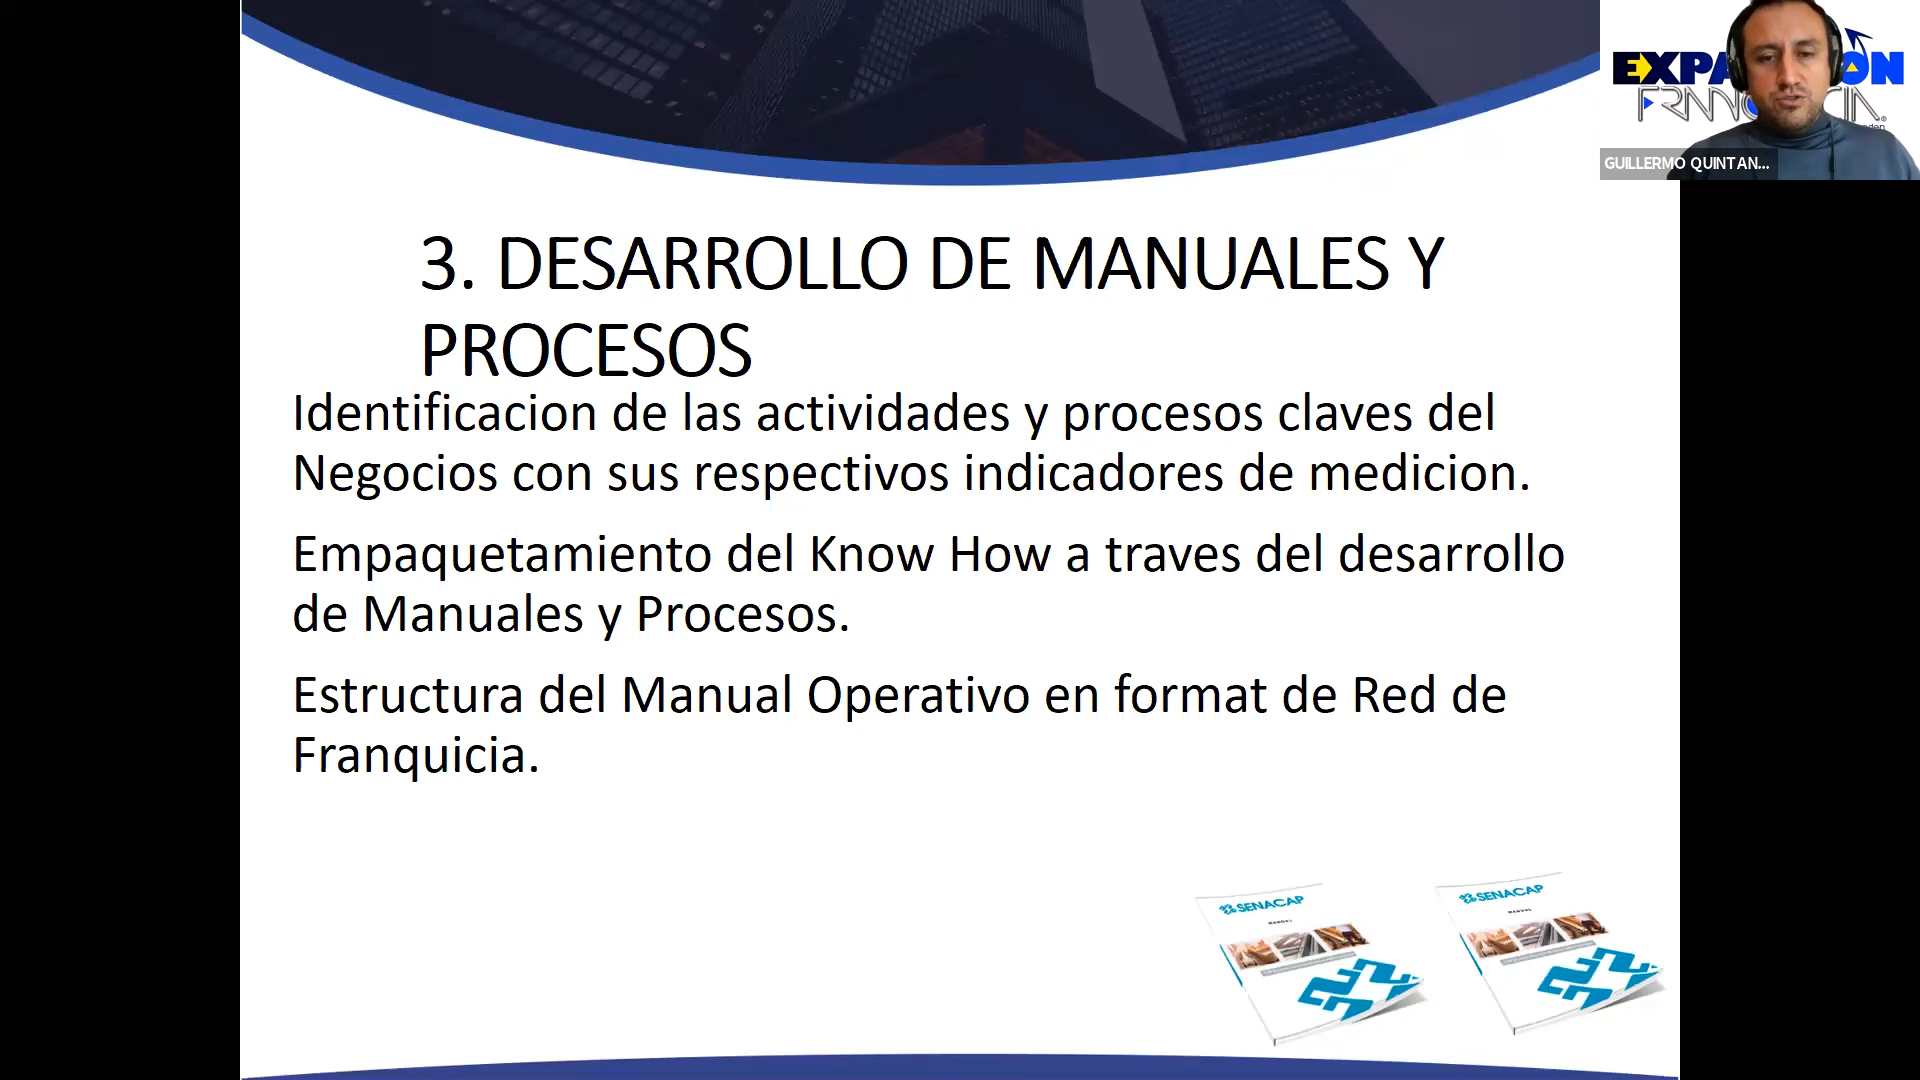 GUILLERMO QUINTAN...
3. DESARROLLO DE MANUALES Y
PROCESOS
Identificacion de las actividades y procesos claves del
Negocios con sus respectivos indicadores de medicion.
Empaquetamiento del Know How a traves del desarrollo
de Manuales y Procesos.
Estructura del Manual Operativo en format de Red de
Franquicia.
SENACAP
MANUAL
SENACAP
MANUAL